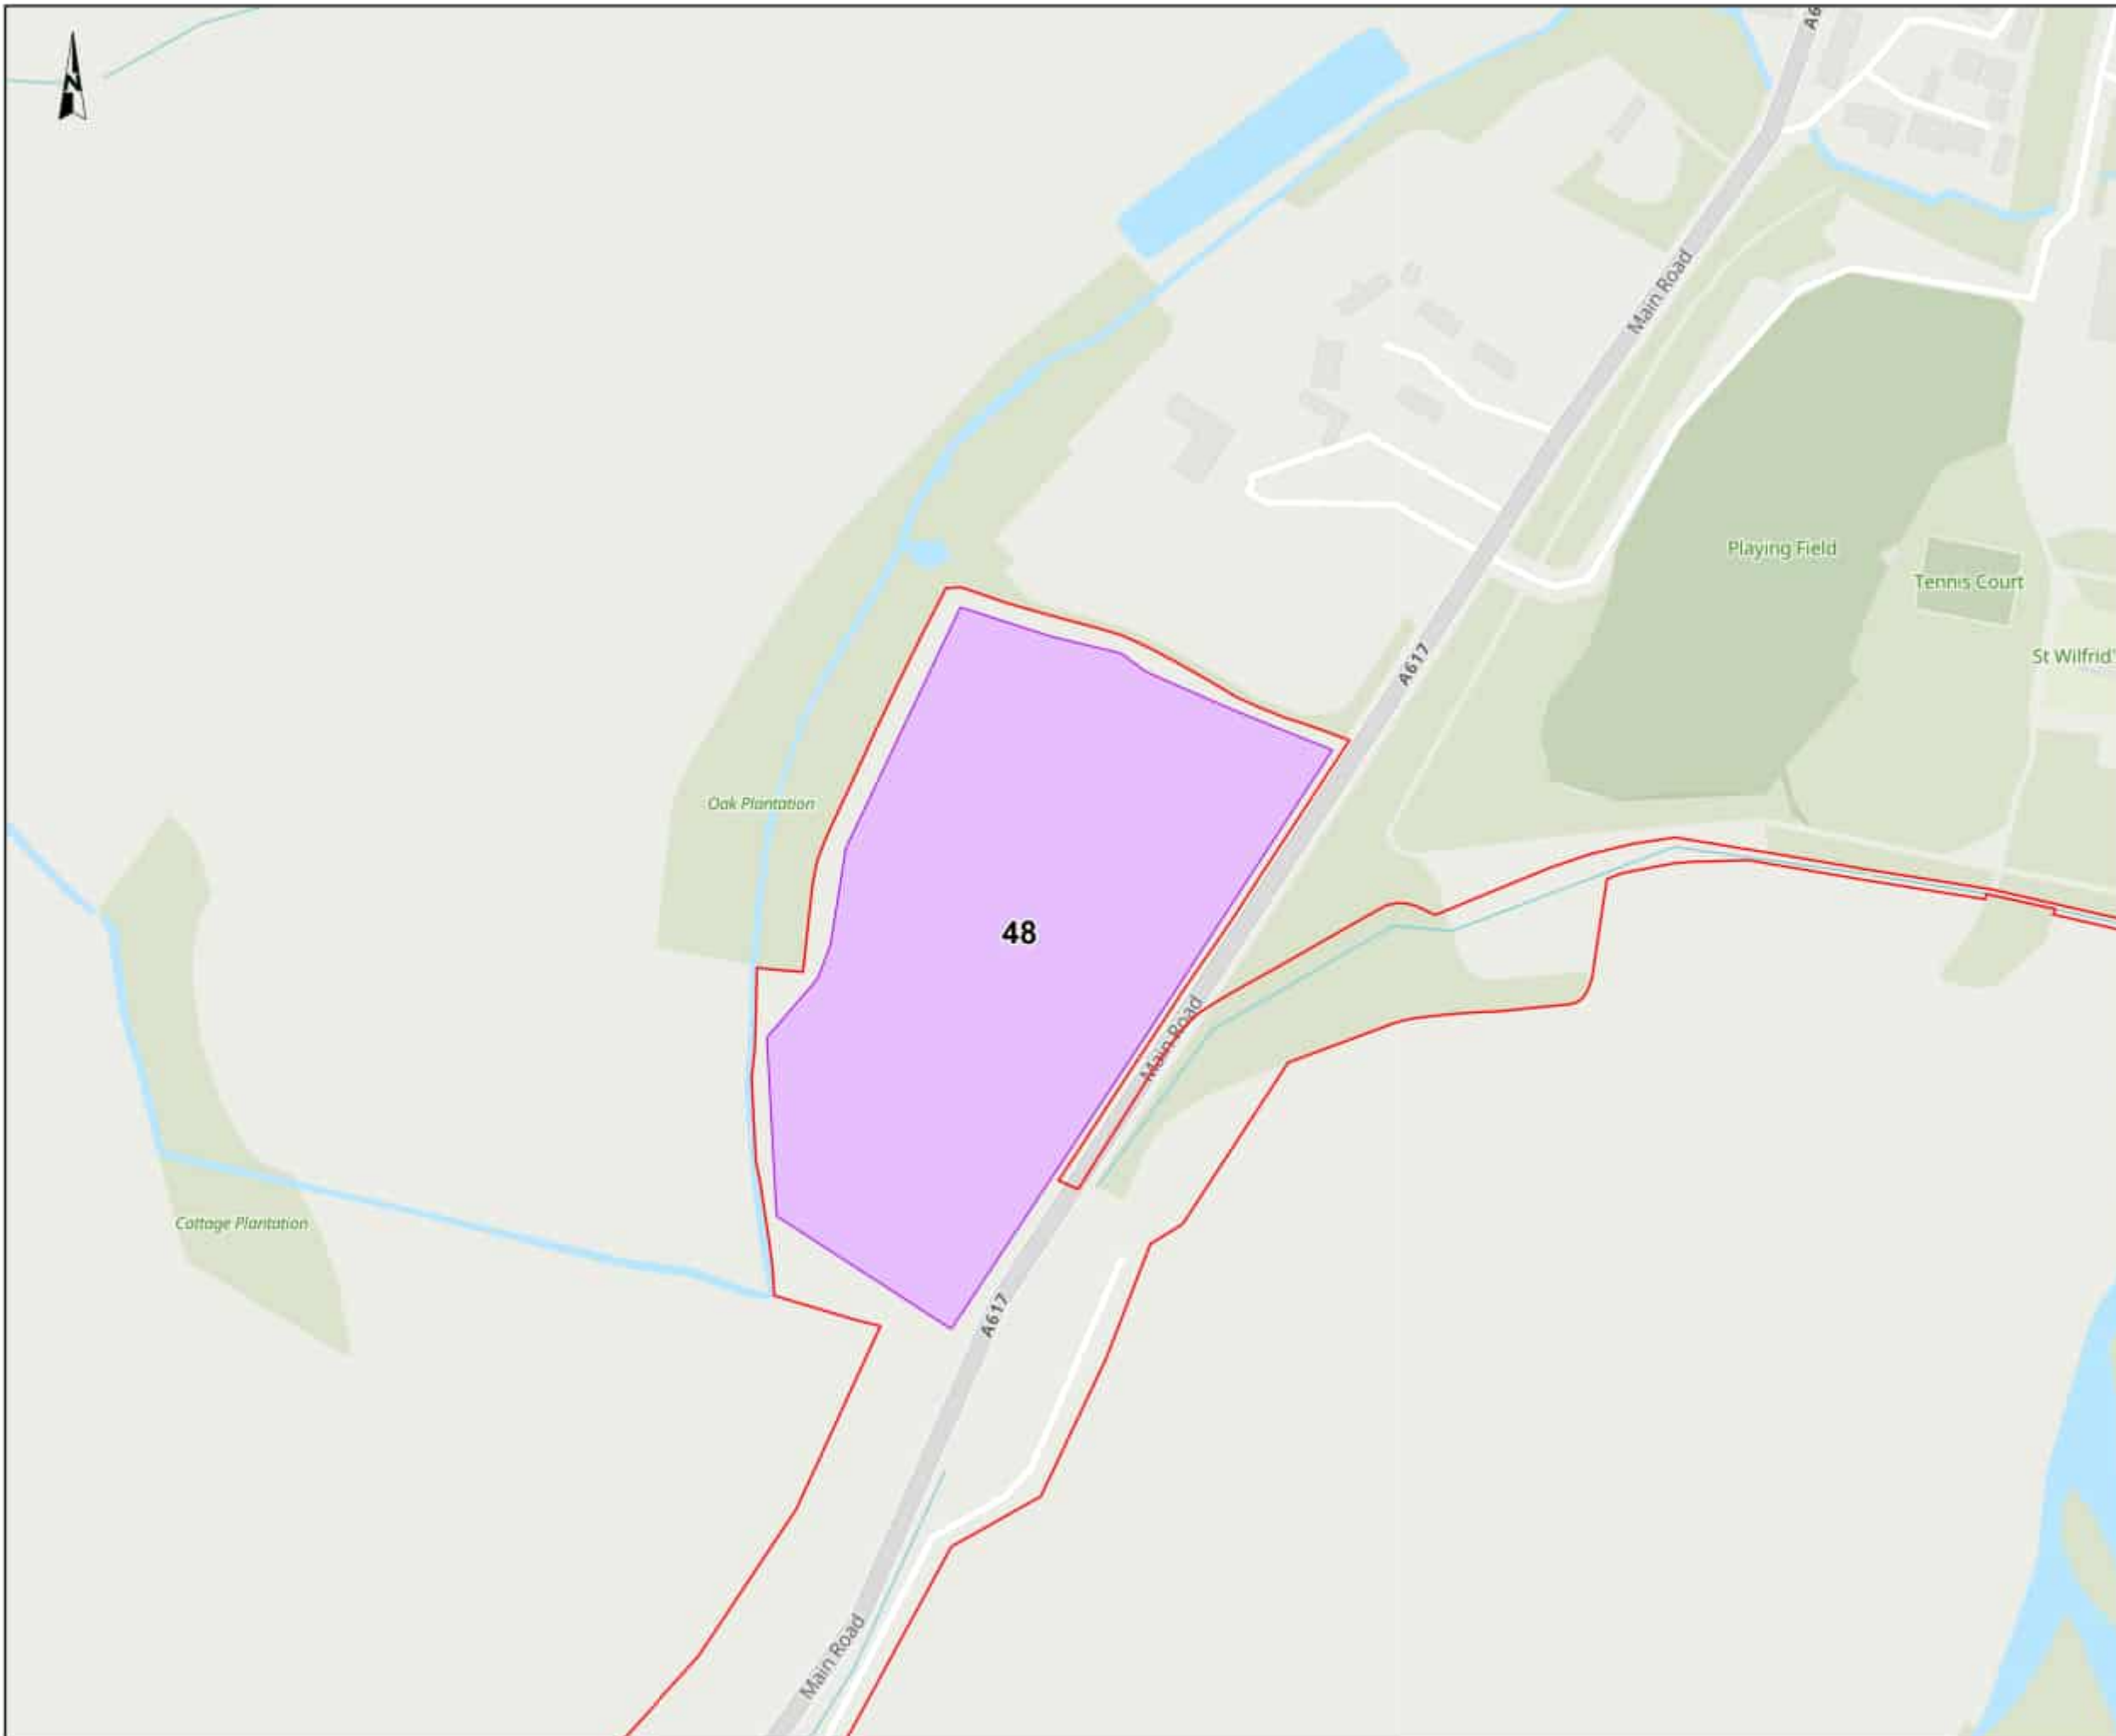 N
A6
Main Road
Playing Field
Tennis Court
A617
St Wilfrid'
Oak Plantation
48
Main Road
Cottage Plantation
A617
Main Road